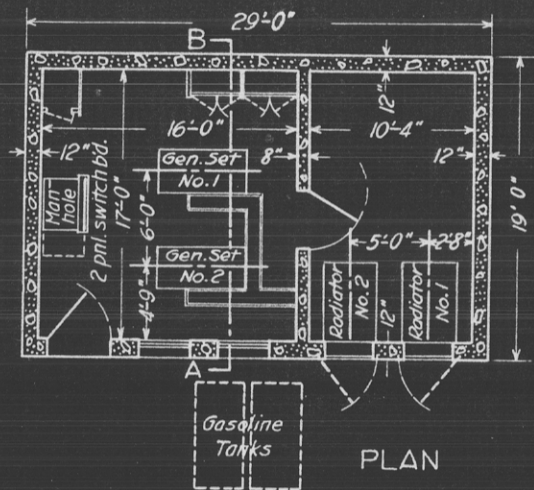 29'-0"
B
12"
16'-0"
10'-4"
12"
8"
12"
Gen. Set
No. 1
Man
hole
2 pnl. switch bd.
17'-0"
6'-0"
19' 0"
5'-0"
2'-8"
Gen. Set
No. 2
4'-9"
Radiator
No. 2
12"
Radiator
No. 1
A
Gasoline
Tanks
PLAN